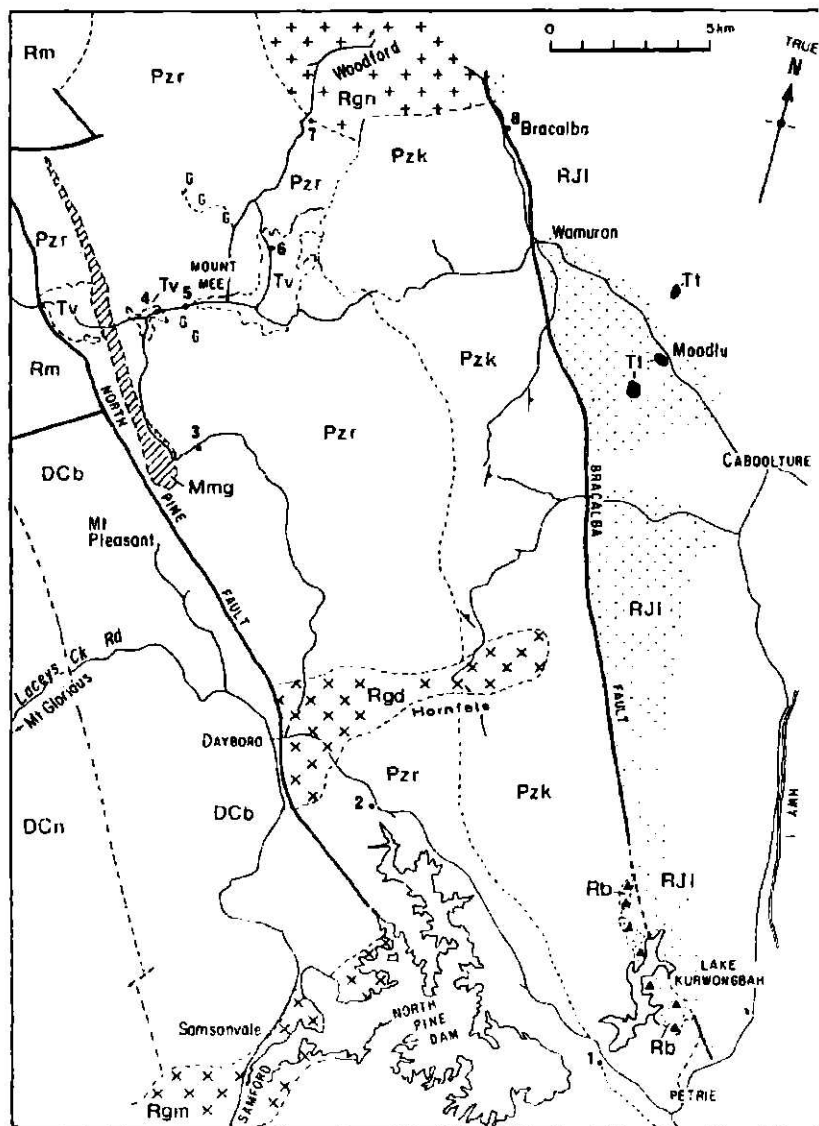 0 5km
TRUE
N
Rm
Pzr
Woodford
Rgn
7
8 Bracalba
Pzk
RJl
Pzr
G
G
G
Wamuran
Pzr
6
MOUNT
MEE
Tv
4
5
Tv
Tv
G
G
Tt
Tl
Moodlu
Rm
NORTH
PINE
FAULT
3
Pzr
Pzk
CABOOLTURE
DCb
Mmg
Mt
Pleasant
BRACALBA
FAULT
RJl
Laceys Ck Rd
Mt Glorious
Rgd
Hornfels
DAYBORO
Pzr
2
Pzk
HWY 1
DCn
DCb
Rb
RJl
LAKE
KURWONGBAH
Samsonvale
NORTH
PINE
DAM
Rb
1
Rgm
SAMFORD
PETRIE